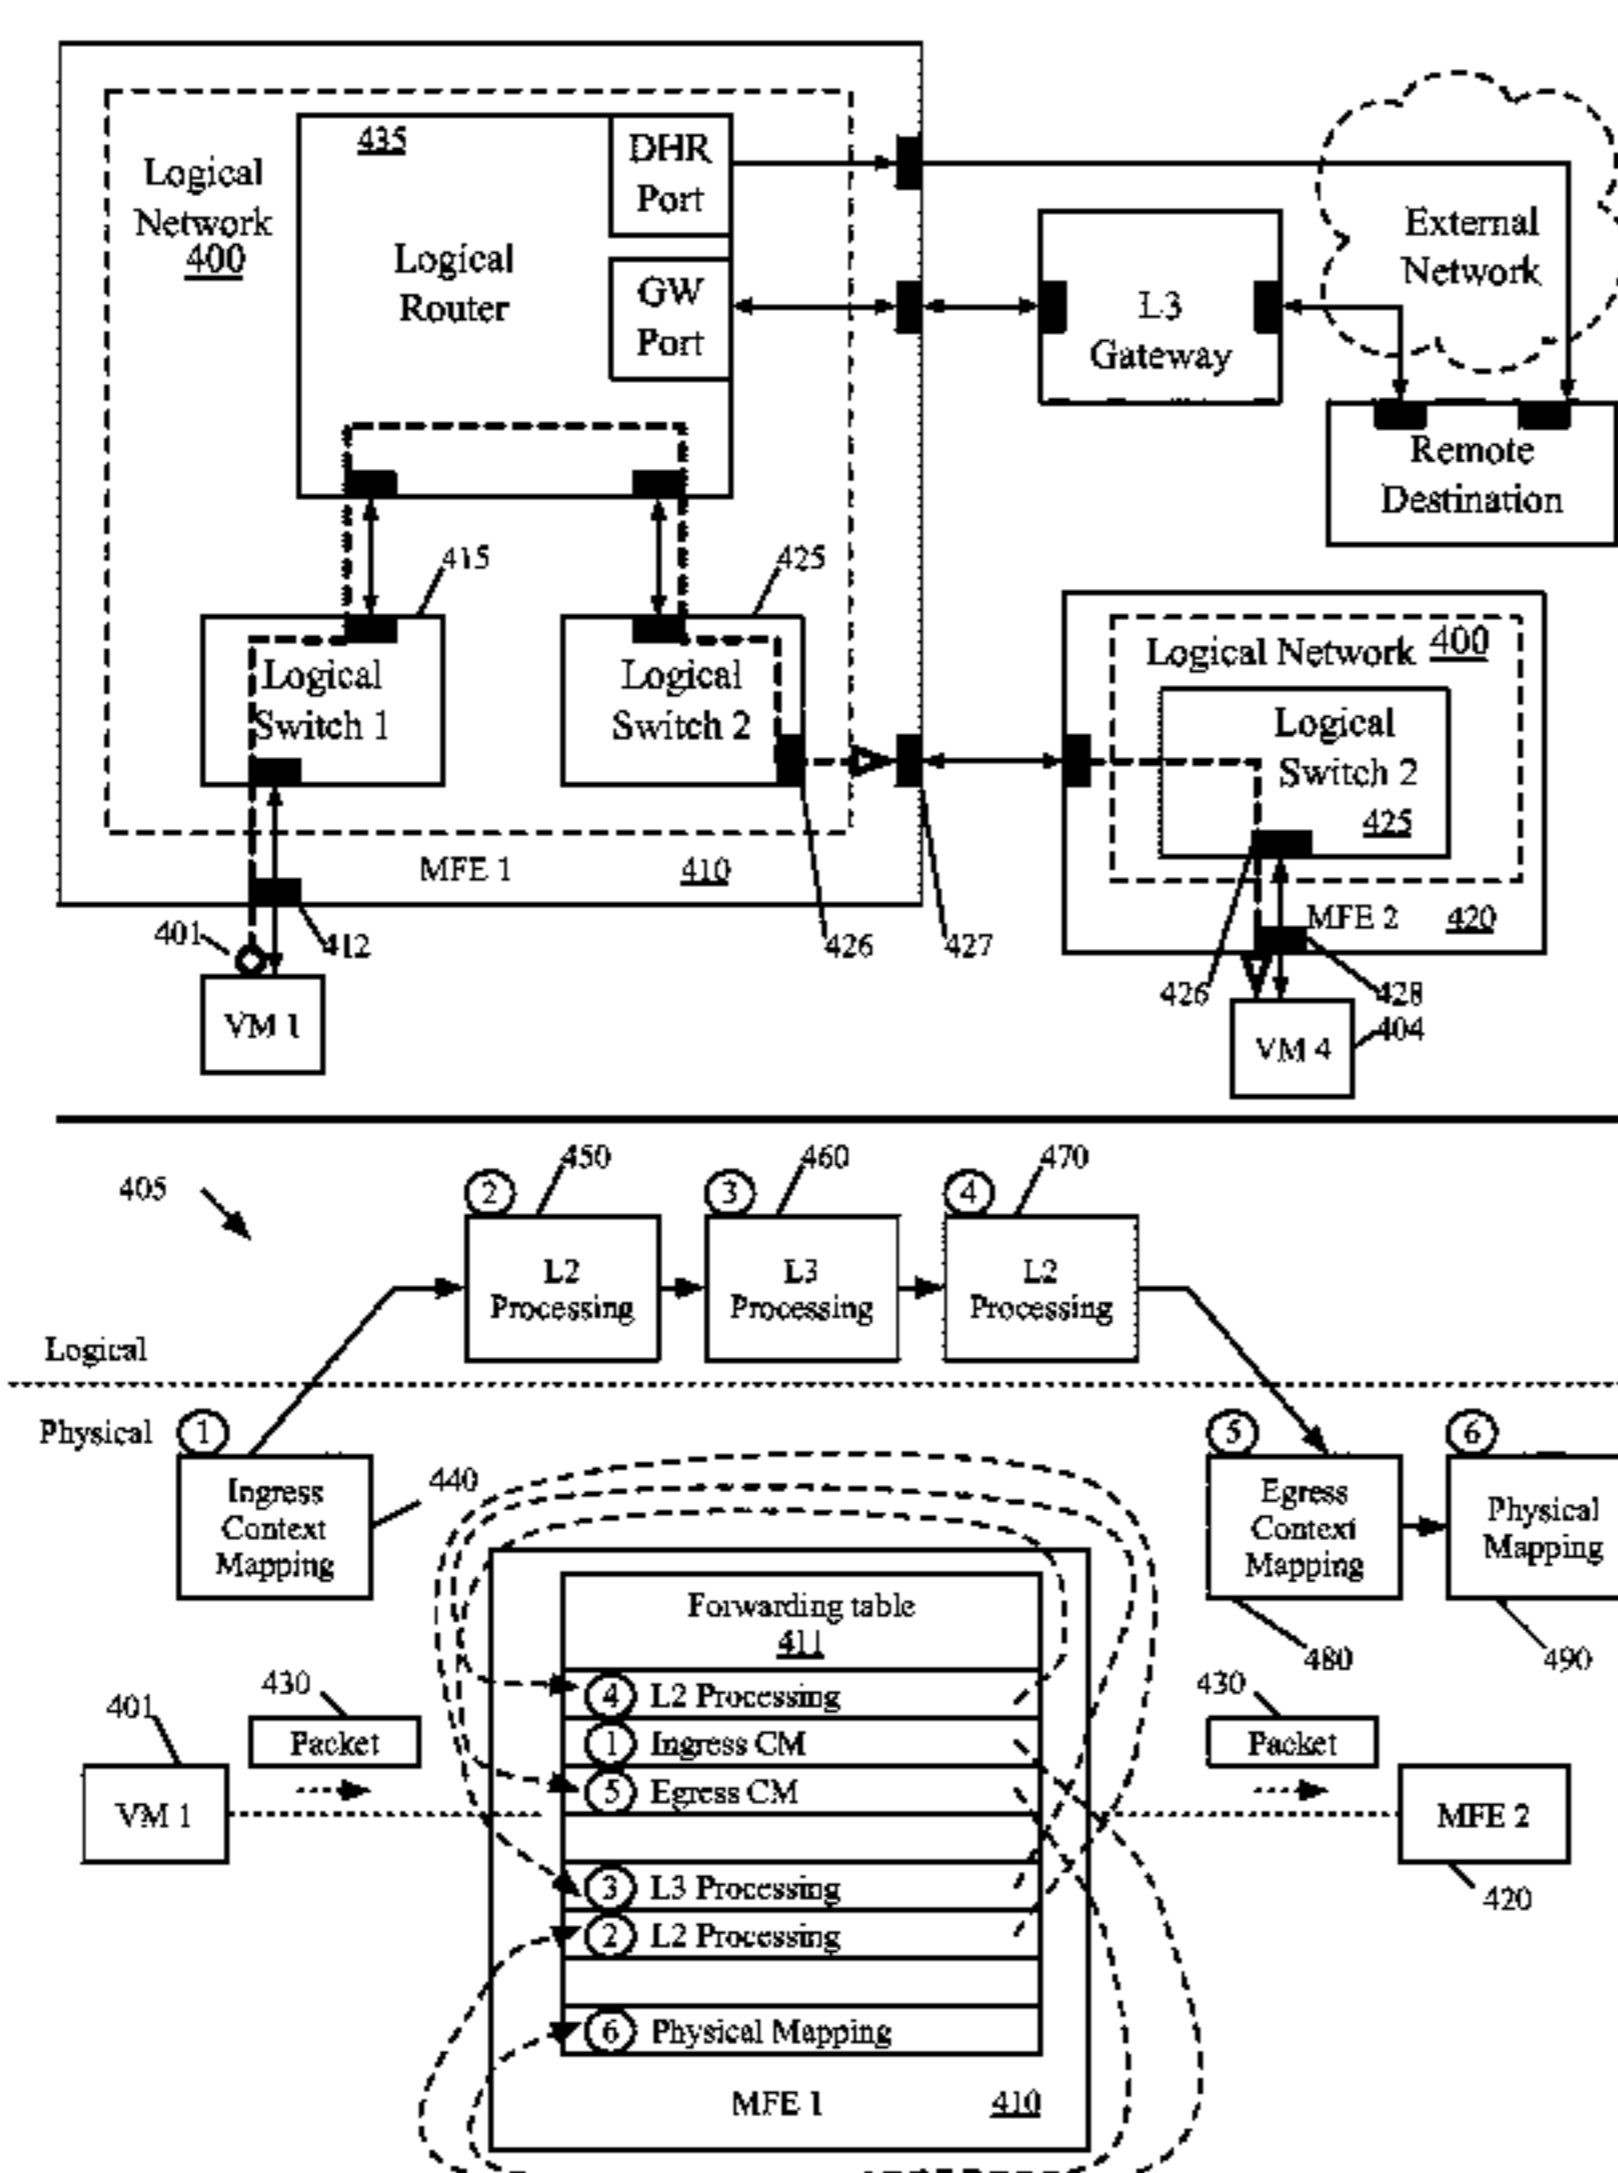 435
DHR
Port
Logical
Network
400
Logical
Router
GW
Port
External
Network
L3
Gateway
Remote
Destination
415
425
Logical
Switch 1
Logical
Switch 2
Logical Network 400
Logical
Switch 2
425
MFE 1
410
MFE 2
420
401
412
426
427
426
428
404
VM 1
VM 4
405
450
460
470
2
3
4
L2
Processing
L3
Processing
L2
Processing
Logical
Physical
1
5
6
Ingress
Context
Mapping
440
Egress
Context
Mapping
Physical
Mapping
480
490
Forwarding table
411
4 L2 Processing
1 Ingress CM
5 Egress CM
3 L3 Processing
2 L2 Processing
6 Physical Mapping
MFE 1
410
401
430
Packet
VM 1
430
Packet
MFE 2
420